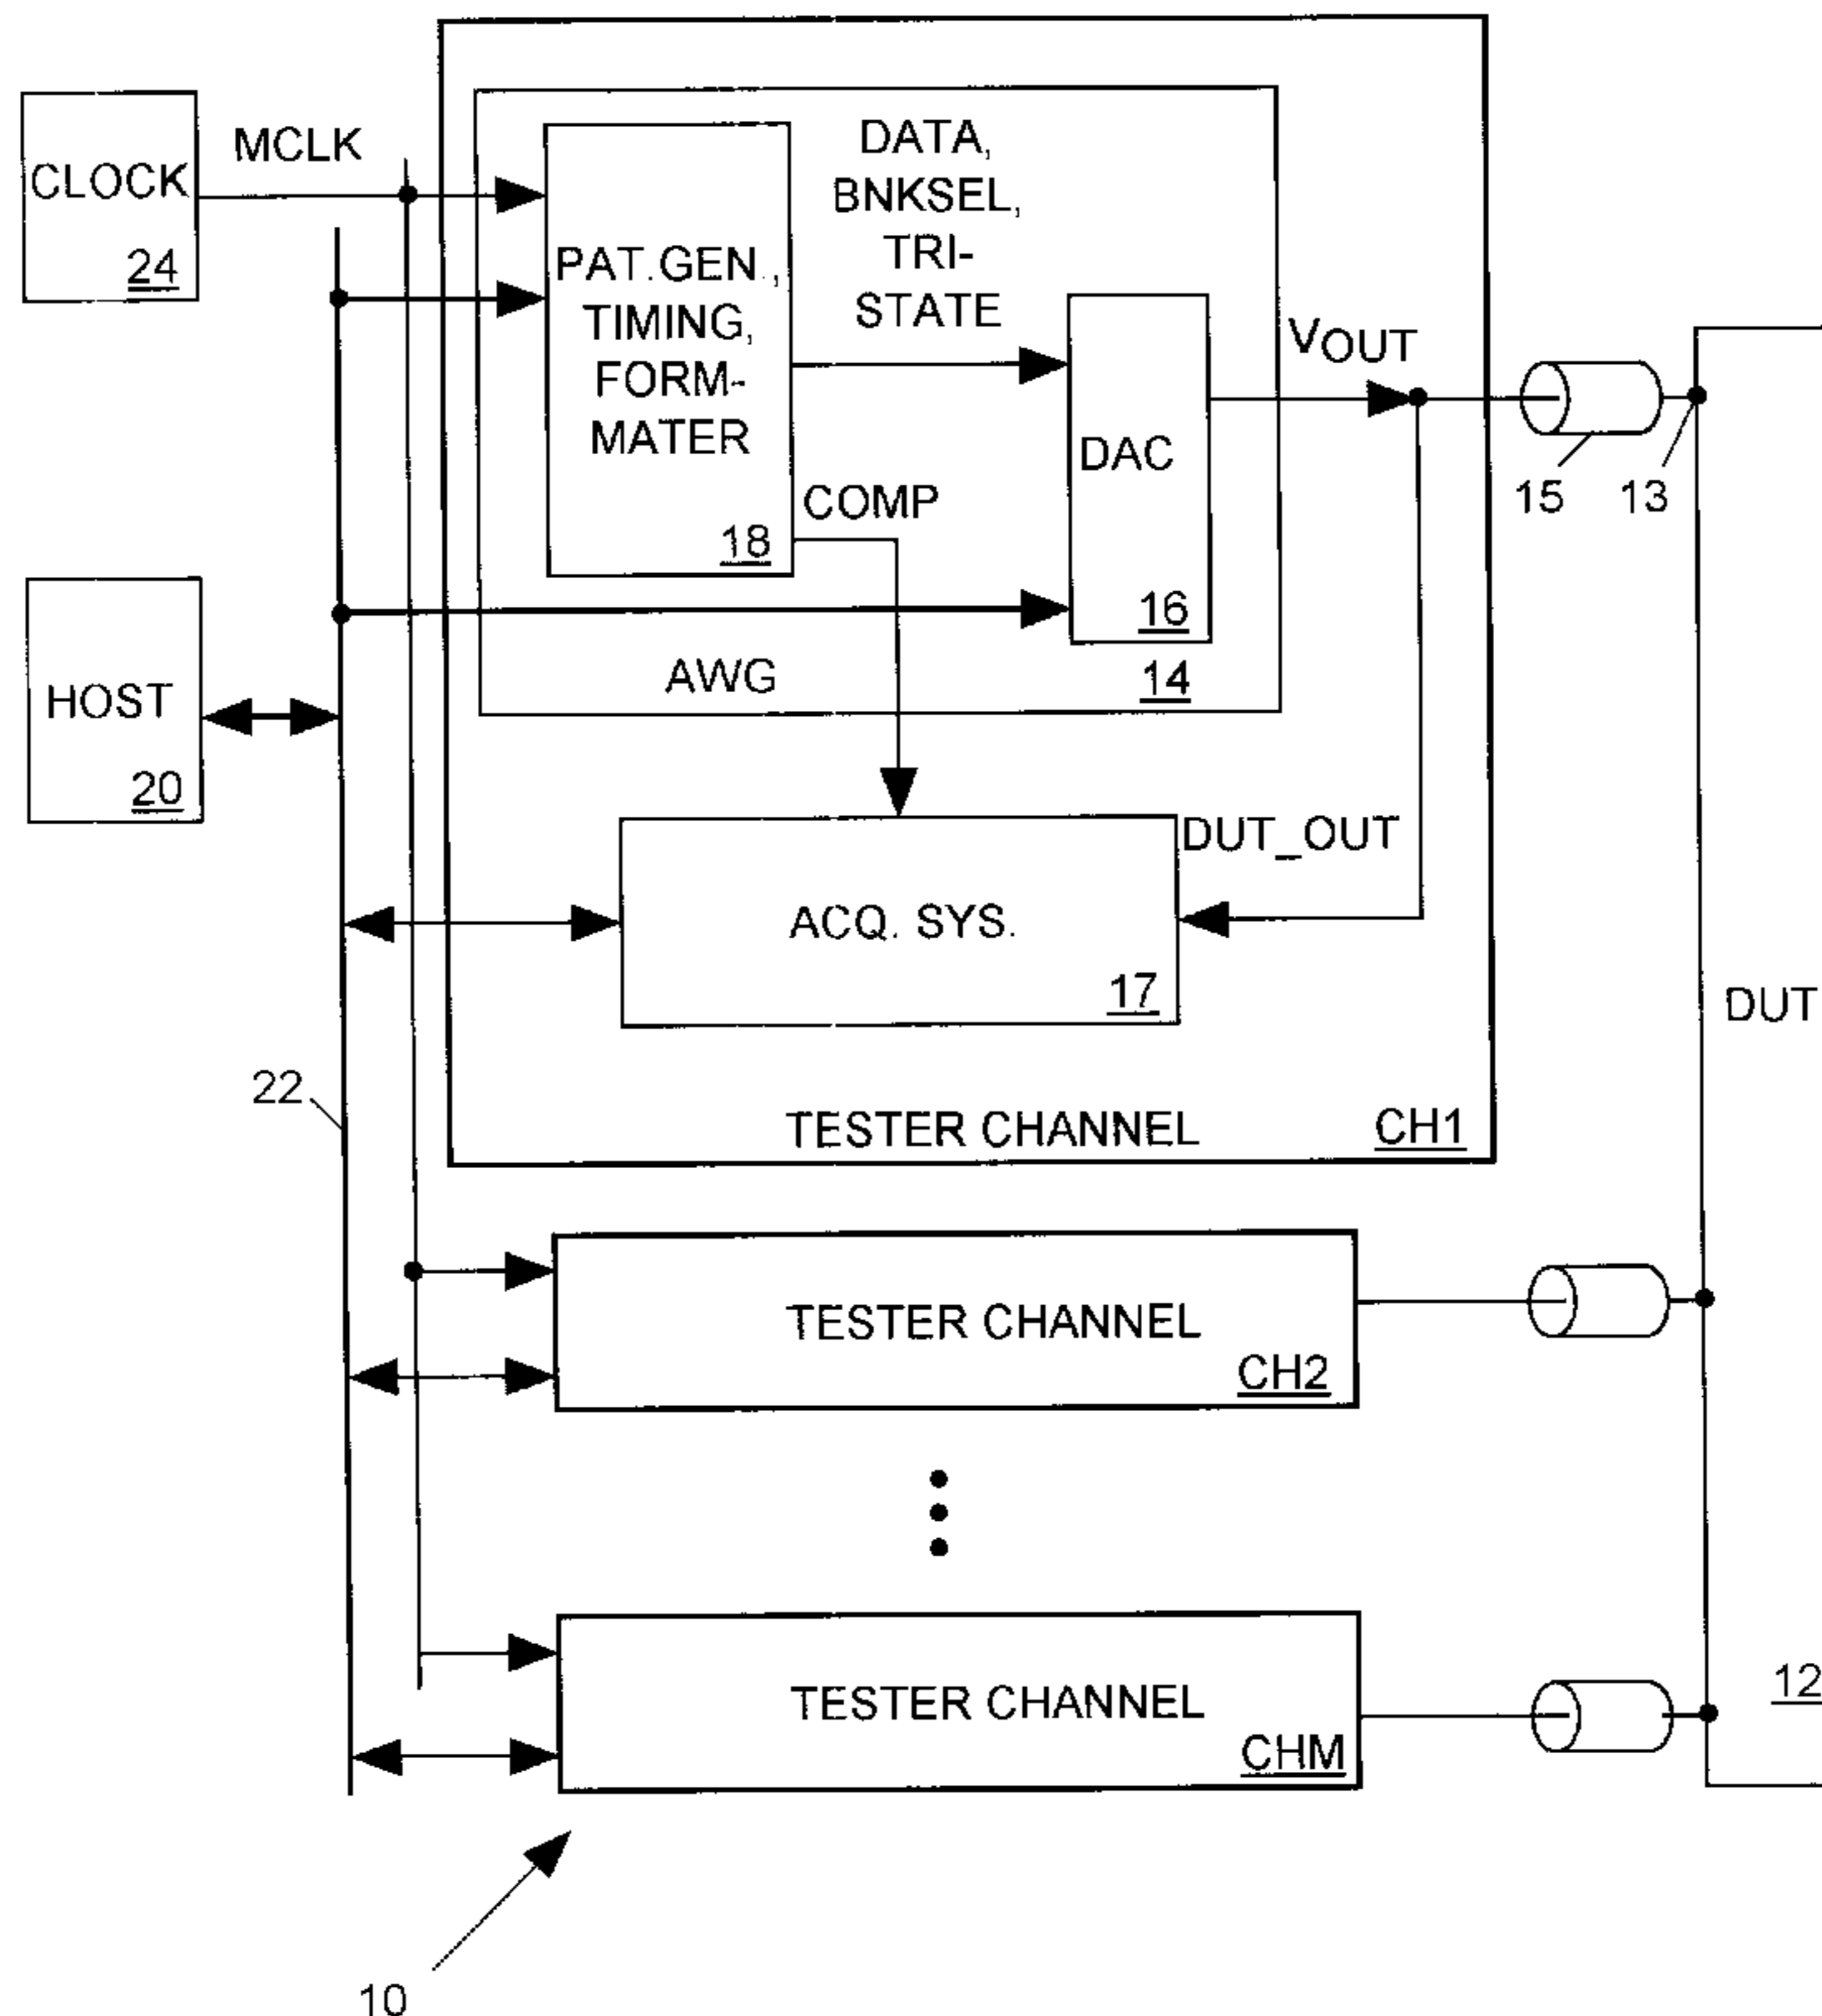 CLOCK
24
MCLK
PAT.GEN.,
TIMING,
FORM-
MATER
18
DATA,
BNKSEL,
TRI-
STATE
COMP
DAC
16
AWG
14
VOUT
15
13
HOST
20
ACQ. SYS.
17
DUT_OUT
DUT
22
TESTER CHANNEL
CH1
TESTER CHANNEL
CH2
TESTER CHANNEL
CHM
12
10